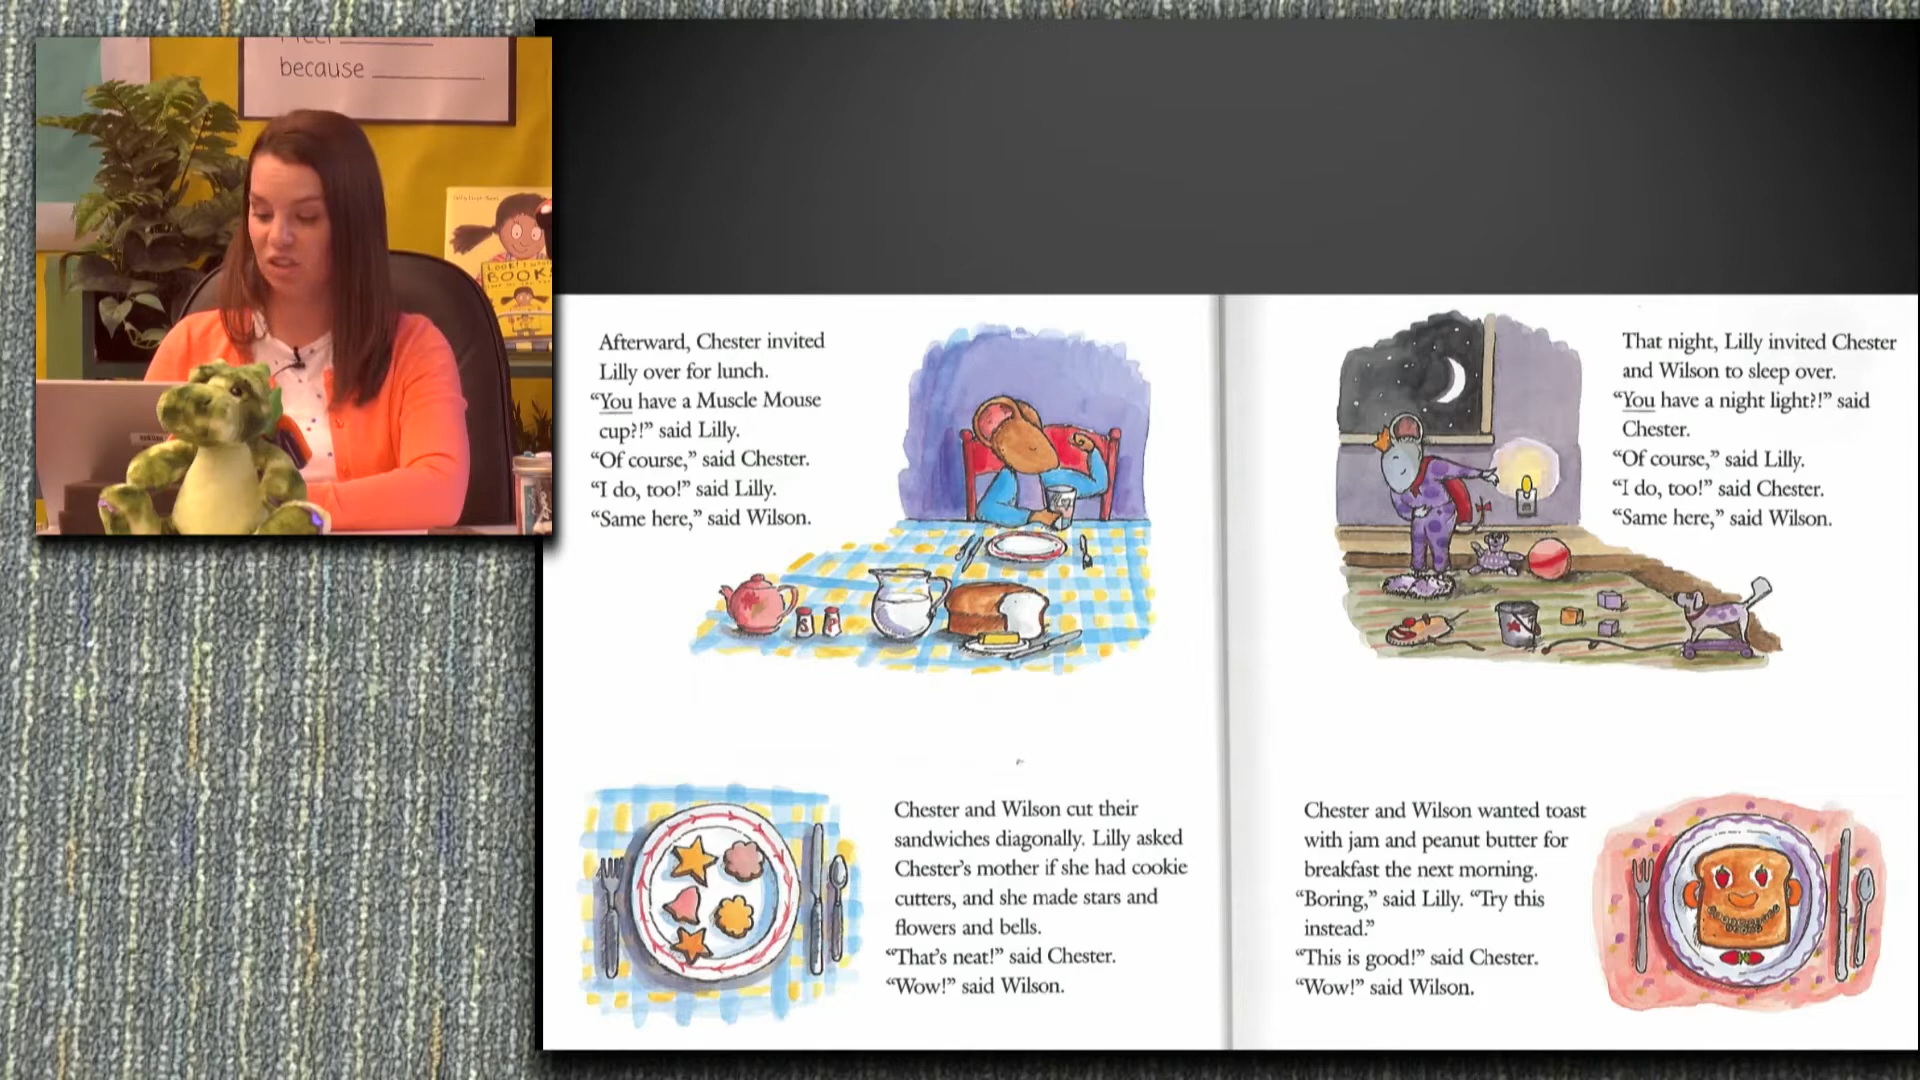 because
LOOK! I
BOOK
Afterward, Chester invited
Lilly over for lunch.
“You have a Muscle Mouse
cup?!” said Lilly.
“Of course,” said Chester.
“I do, too!” said Lilly.
“Same here,” said Wilson.
S P
Chester and Wilson cut their
sandwiches diagonally. Lilly asked
Chester’s mother if she had cookie
cutters, and she made stars and
flowers and bells.
“That’s neat!” said Chester.
“Wow!” said Wilson.
That night, Lilly invited Chester
and Wilson to sleep over.
“You have a night light?!” said
Chester.
“Of course,” said Lilly.
“I do, too!” said Chester.
“Same here,” said Wilson.
Chester and Wilson wanted toast
with jam and peanut butter for
breakfast the next morning.
“Boring,” said Lilly. “Try this
instead.”
“This is good!” said Chester.
“Wow!” said Wilson.